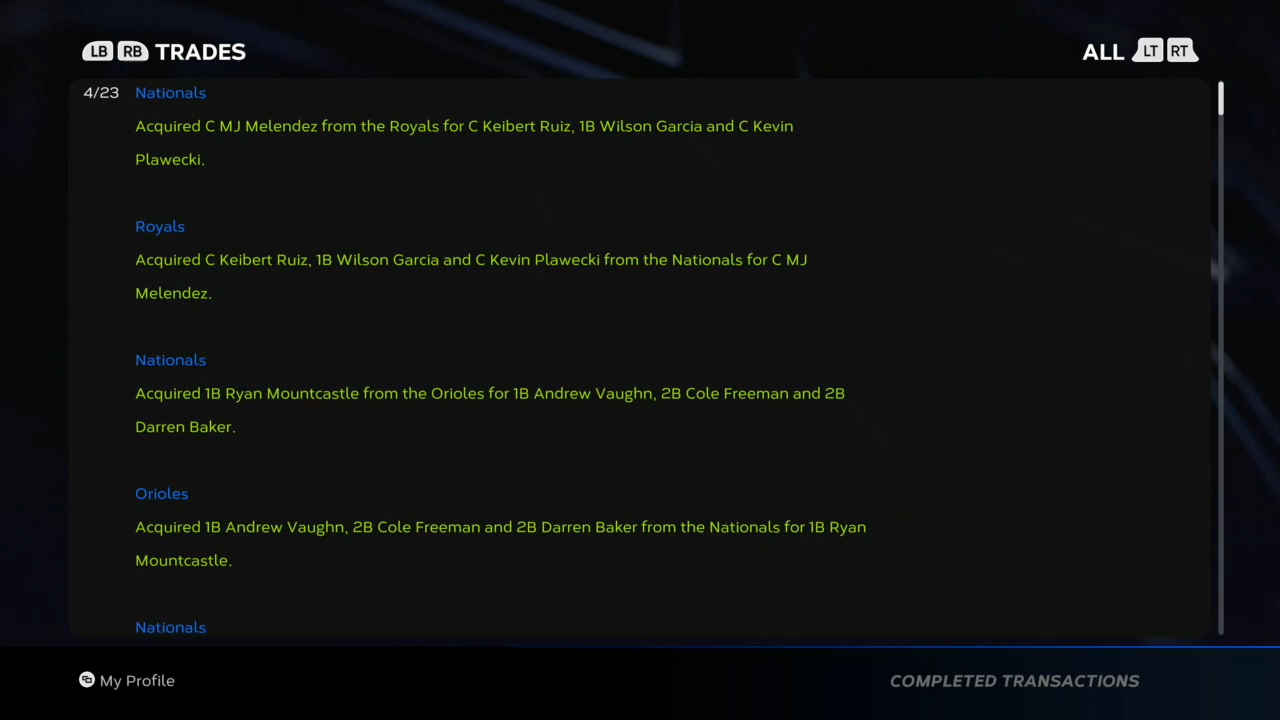 LB RB TRADES
ALL LT RT
4/23 Nationals
Acquired C MJ Melendez from the Royals for C Keibert Ruiz, 1B Wilson Garcia and C Kevin
Plawecki.
Royals
Acquired C Keibert Ruiz, 1B Wilson Garcia and C Kevin Plawecki from the Nationals for C MJ
Melendez.
Nationals
Acquired 1B Ryan Mountcastle from the Orioles for 1B Andrew Vaughn, 2B Cole Freeman and 2B
Darren Baker.
Orioles
Acquired 1B Andrew Vaughn, 2B Cole Freeman and 2B Darren Baker from the Nationals for 1B Ryan
Mountcastle.
Nationals
My Profile
COMPLETED TRANSACTIONS